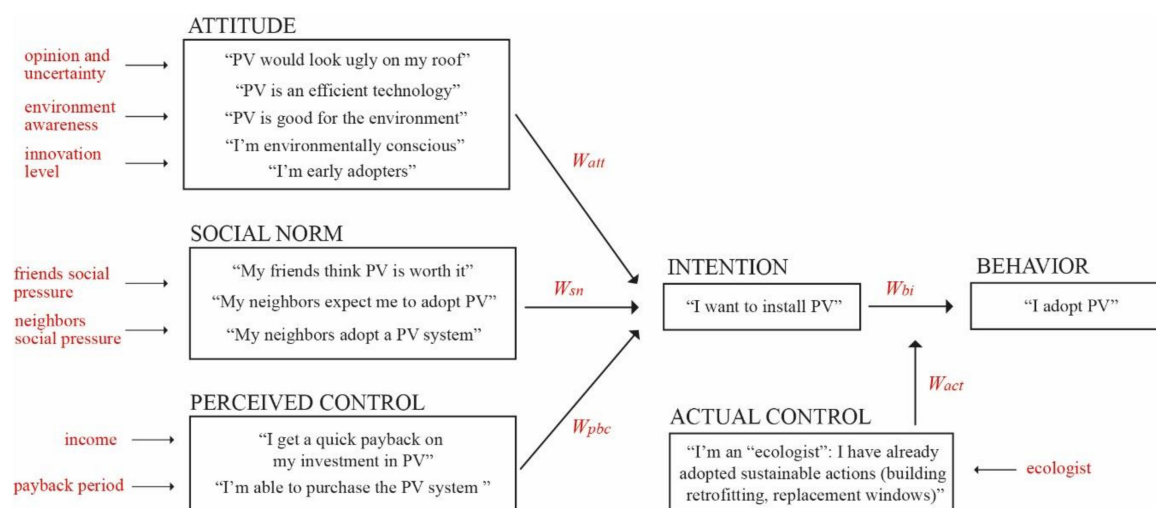 ATTITUDE
opinion and
uncertainty
environment
awareness
innovation
level
“PV would look ugly on my roof”
“PV is an efficient technology”
“PV is good for the environment”
“I’m environmentally conscious”
“I’m early adopters”
Watt
SOCIAL NORM
friends social
pressure
neighbors
social pressure
“My friends think PV is worth it”
“My neighbors expect me to adopt PV”
“My neighbors adopt a PV system”
Wsn
PERCEIVED CONTROL
income
payback period
“I get a quick payback on
my investment in PV”
“I’m able to purchase the PV system ”
Wpbc
INTENTION
“I want to install PV”
Wbi
BEHAVIOR
“I adopt PV”
Wact
ACTUAL CONTROL
“I’m an “ecologist”: I have already
adopted sustainable actions (building
retrofitting, replacement windows)”
ecologist